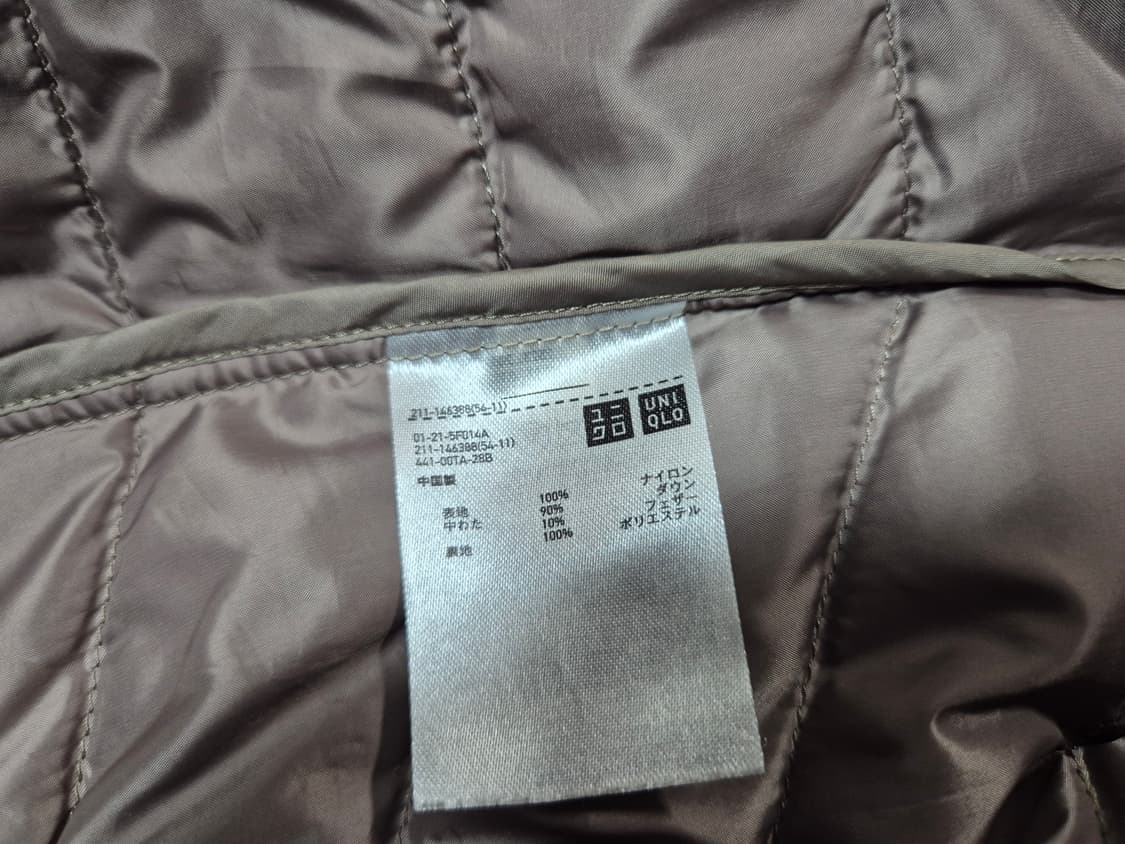 211-146388(54-11)
ユニクロ
UNIQLO
01-21-5F014A
211-146388(54-11)
441-00TA-28B
中国製
表地 100% ナイロン
中わた 90% ダウン
10% フェザー
裏地 100% ポリエステル